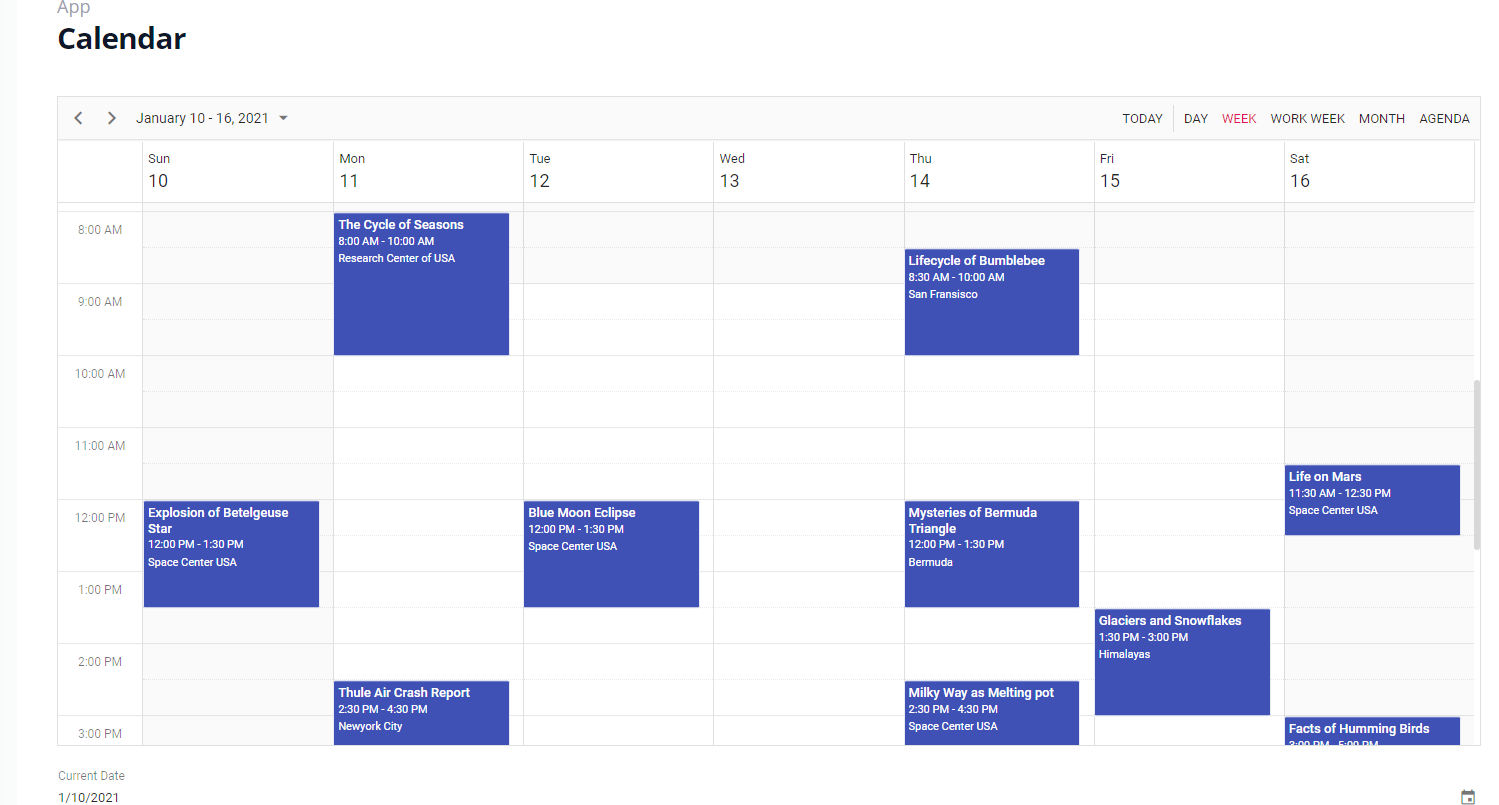 App
Calendar
January 10 - 16, 2021
TODAY DAY WEEK WORK WEEK MONTH AGENDA
Sun Mon Tue Wed Thu Fri Sat
10 11 12 13 14 15 16
8:00 AM
9:00 AM
10:00 AM
11:00 AM
12:00 PM
1:00 PM
2:00 PM
3:00 PM
Explosion of Betelgeuse
Star
12:00 PM - 1:30 PM
Space Center USA
The Cycle of Seasons
8:00 AM - 10:00 AM
Research Center of USA
Thule Air Crash Report
2:30 PM - 4:30 PM
Newyork City
Blue Moon Eclipse
12:00 PM - 1:30 PM
Space Center USA
Lifecycle of Bumblebee
8:30 AM - 10:00 AM
San Fransisco
Mysteries of Bermuda
Triangle
12:00 PM - 1:30 PM
Bermuda
Milky Way as Melting pot
2:30 PM - 4:30 PM
Space Center USA
Glaciers and Snowflakes
1:30 PM - 3:00 PM
Himalayas
Life on Mars
11:30 AM - 12:30 PM
Space Center USA
Facts of Humming Birds
3:00 PM - 5:00 PM
Current Date
1/10/2021